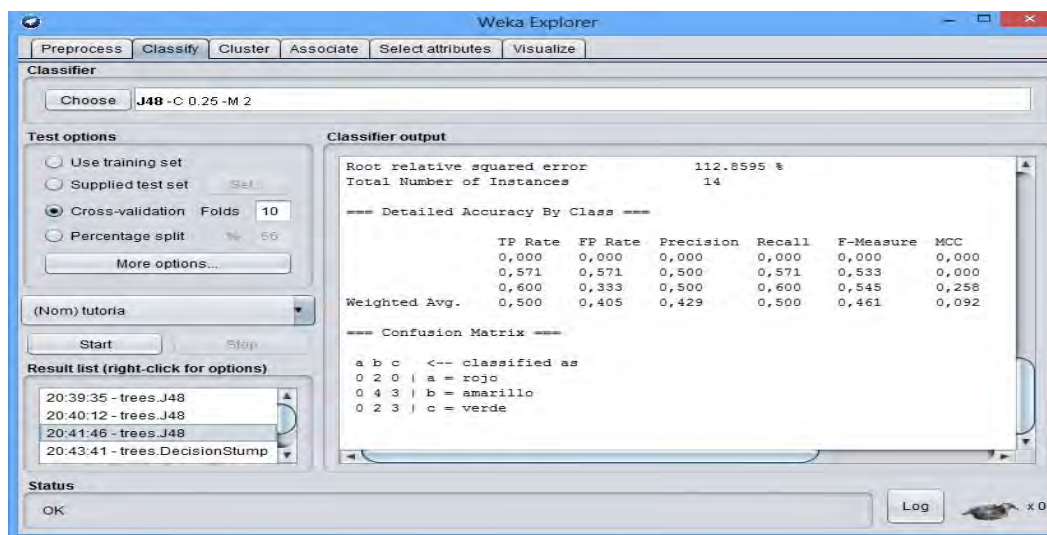 Weka Explorer
Preprocess Classify Cluster Associate Select attributes Visualize
Classifier
Choose J48 -C 0.25 -M 2
Test options
Use training set
Supplied test set Set...
Cross-validation Folds 10
Percentage split % 66
More options...
(Nom) tutoria
Start Stop
Result list (right-click for options)
20:39:35 - trees.J48
20:40:12 - trees.J48
20:41:46 - trees.J48
20:43:41 - trees.DecisionStump
Classifier output
Root relative squared error 112.8595 %
Total Number of Instances 14
=== Detailed Accuracy By Class ===
TP Rate FP Rate Precision Recall F-Measure MCC
0,000 0,000 0,000 0,000 0,000 0,000
0,571 0,571 0,500 0,571 0,533 0,000
0,600 0,333 0,500 0,600 0,545 0,258
Weighted Avg. 0,500 0,405 0,429 0,500 0,461 0,092
=== Confusion Matrix ===
a b c <-- classified as
0 2 0 | a = rojo
0 4 3 | b = amarillo
0 2 3 | c = verde
Status
OK
Log
x 0